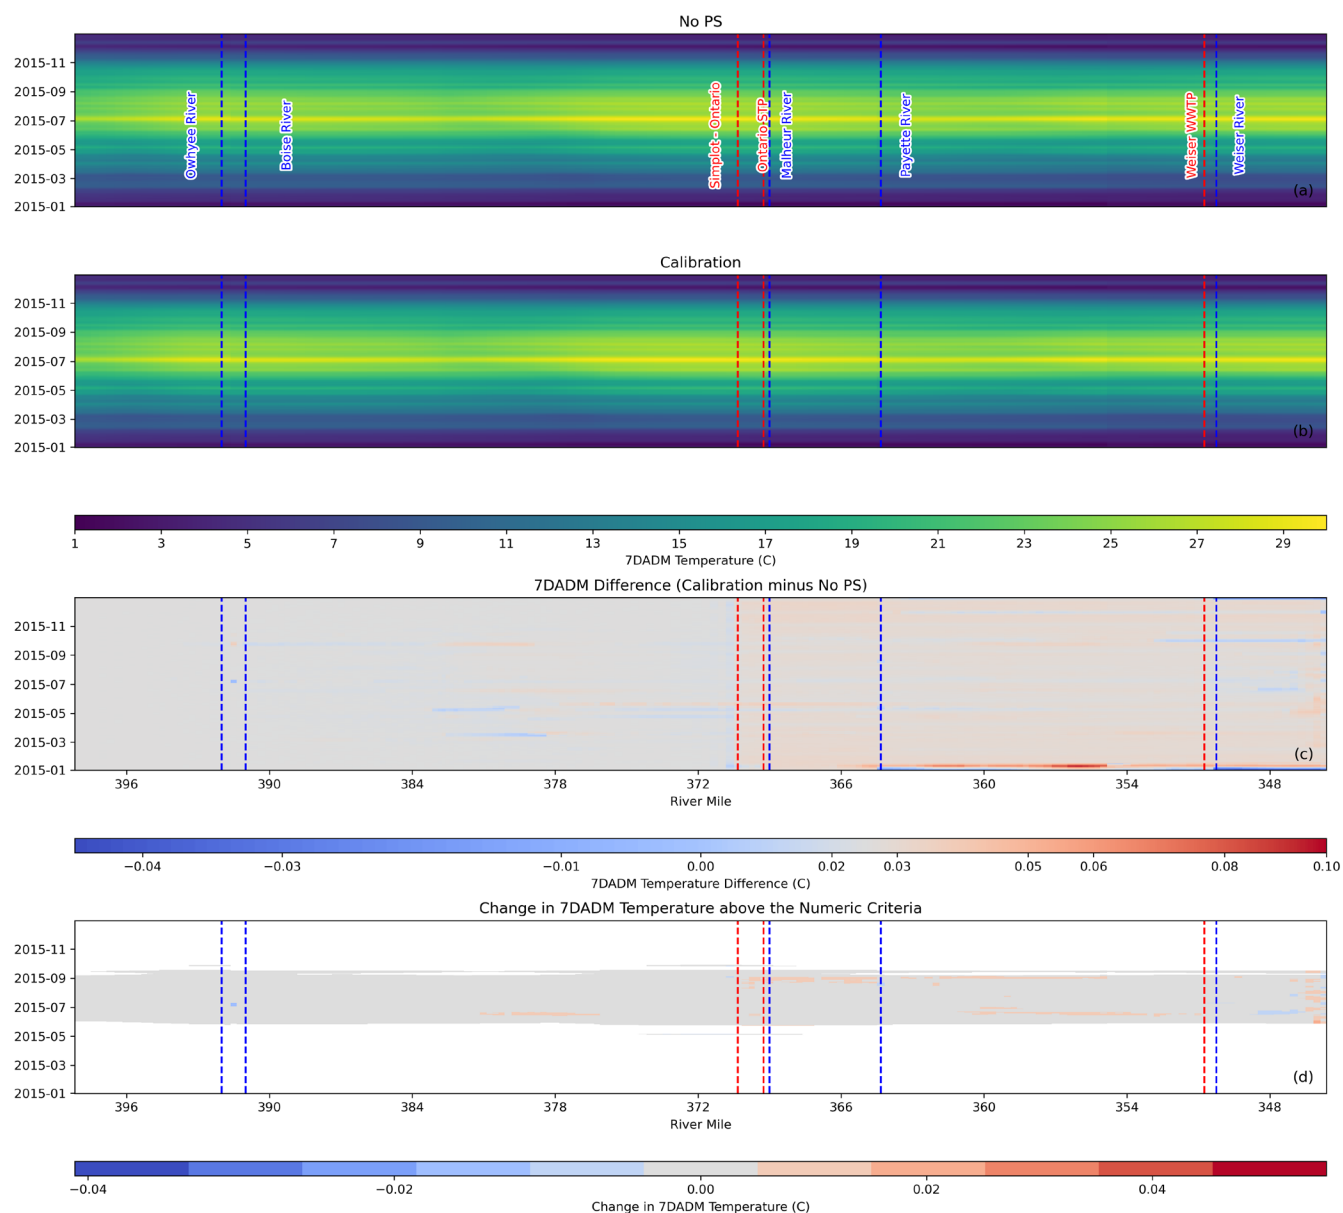 No PS
2015-11
2015-09
2015-07
2015-05
2015-03
2015-01
Owhyee River
Boise River
Simplot - Ontario
Ontario STP
Malheur River
Payette River
Weiser WWTP
Weiser River
(a)
Calibration
2015-11
2015-09
2015-07
2015-05
2015-03
2015-01
(b)
1 3 5 7 9 11 13 15 17 19 21 23 25 27 29
7DADM Temperature (C)
7DADM Difference (Calibration minus No PS)
2015-11
2015-09
2015-07
2015-05
2015-03
2015-01
(c)
396 390 384 378 372 366 360 354 348
River Mile
−0.04 −0.03 −0.01 0.00 0.02 0.03 0.05 0.06 0.08 0.10
7DADM Temperature Difference (C)
Change in 7DADM Temperature above the Numeric Criteria
2015-11
2015-09
2015-07
2015-05
2015-03
2015-01
(d)
396 390 384 378 372 366 360 354 348
River Mile
−0.04 −0.02 0.00 0.02 0.04
Change in 7DADM Temperature (C)